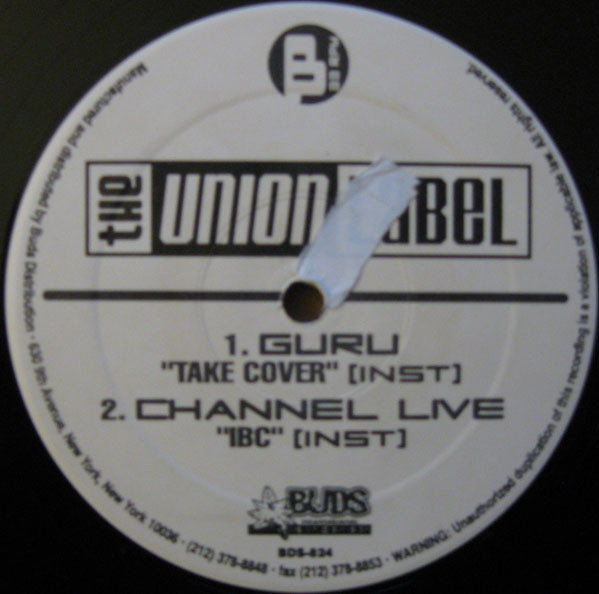 the UNION LaBEL
1. GURU
"TAKE COVER" [INST]
2. CHANNEL LIVE
"IBC" [INST]
BUDS
BDS-834
Manufactured and distributed by Buds Distribution · 630 9th Avenue, New York, New York 10036 · (212) 378-8848 · fax (212) 378-8853 · WARNING: Unauthorized duplication of this recording is a violation of applicable law. All rights reserved.